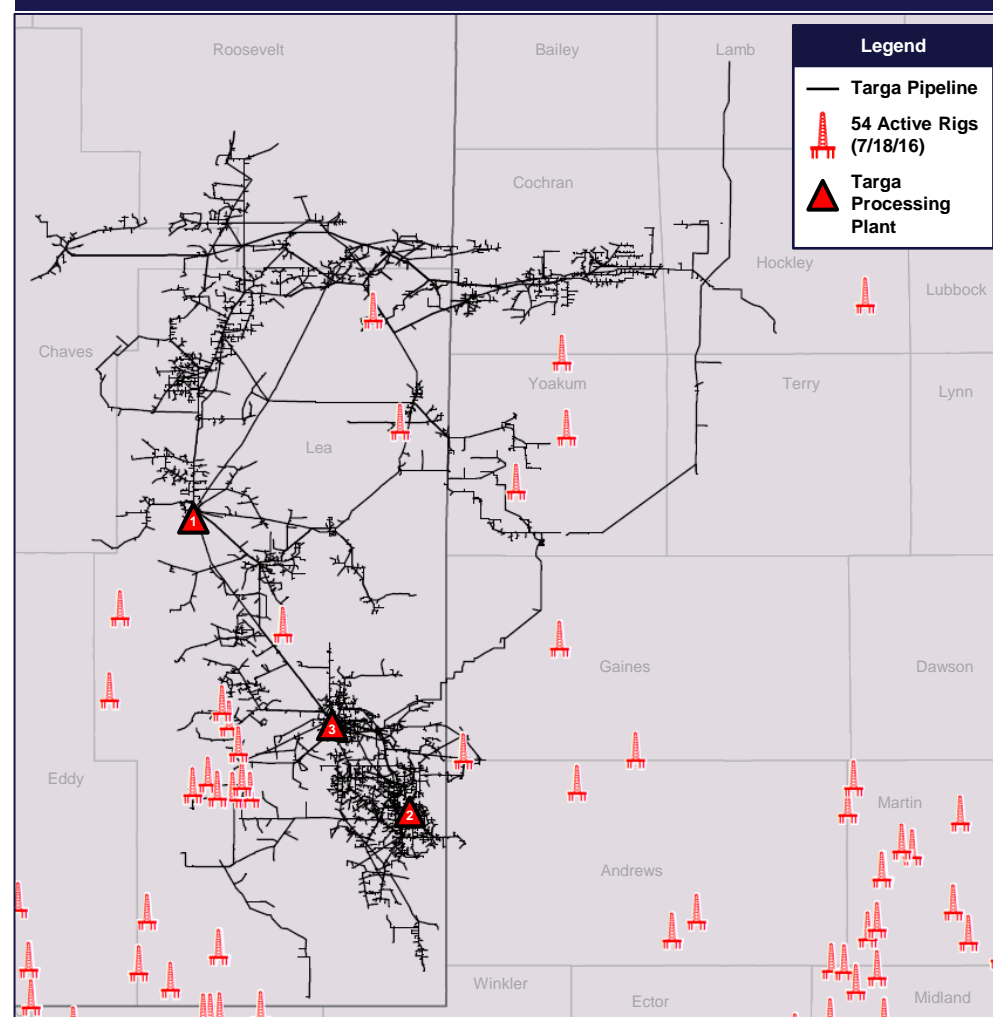 Roosevelt
Bailey
Lamb
Legend
Targa Pipeline
54 Active Rigs
(7/18/16)
Targa
Processing
Plant
Cochran
Hockley
Lubbock
Chaves
Yoakum
Terry
Lynn
Lea
1
Gaines
Dawson
3
Eddy
2
Martin
Andrews
Winkler
Ector
Midland